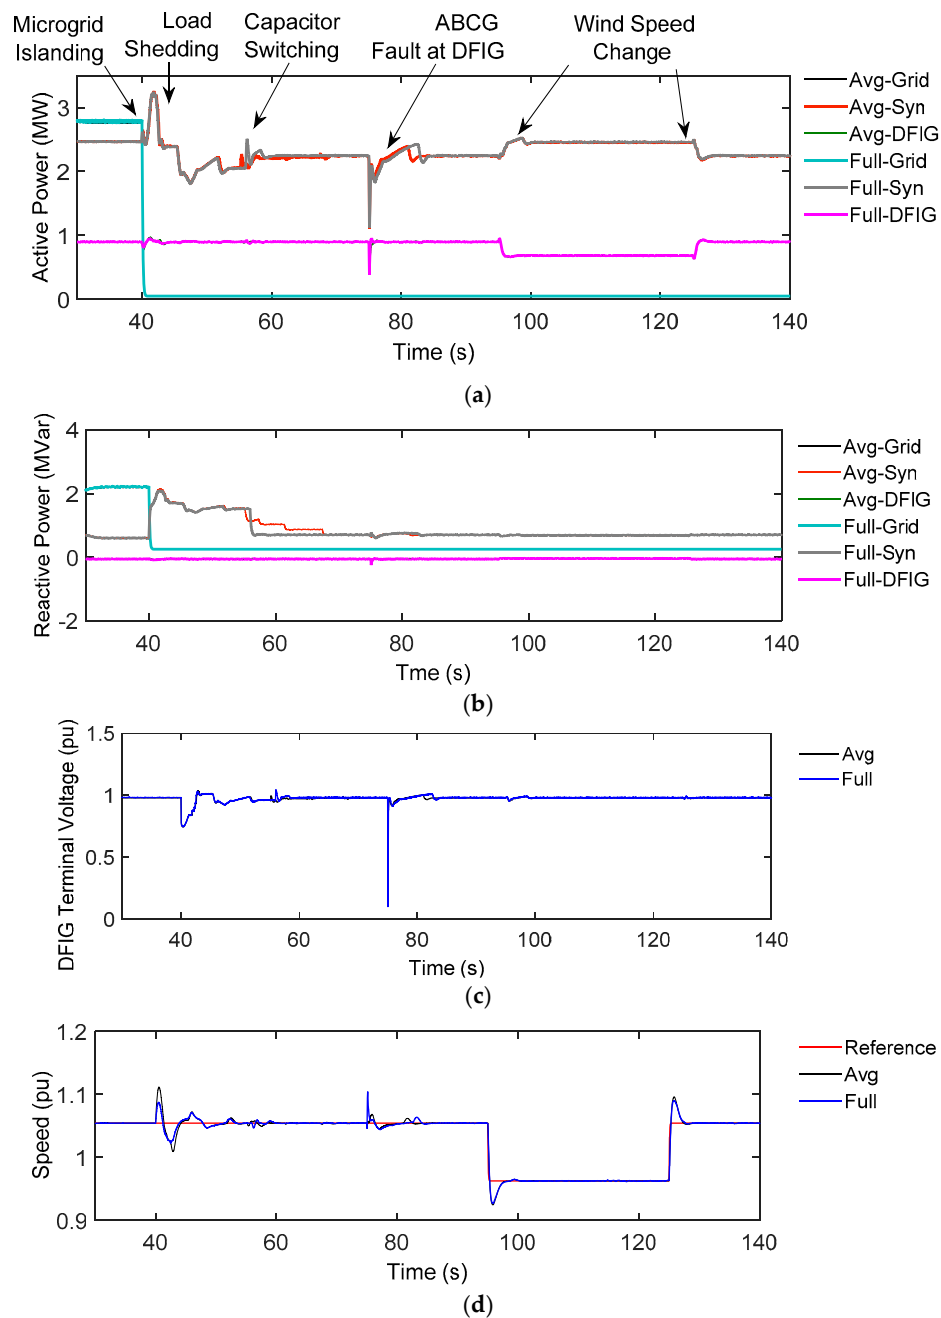 Microgrid
Islanding
Load
Shedding
Capacitor
Switching
ABCG
Fault at DFIG
Wind Speed
Change
Active Power (MW)
3
2
1
0
40
60
80
100
120
140
Time (s)
Avg-Grid
Avg-Syn
Avg-DFIG
Full-Grid
Full-Syn
Full-DFIG
(a)
Reactive Power (MVar)
4
2
0
-2
40
60
80
100
120
140
Tme (s)
Avg-Grid
Avg-Syn
Avg-DFIG
Full-Grid
Full-Syn
Full-DFIG
(b)
DFIG Terminal Voltage (pu)
1.5
1
0.5
0
40
60
80
100
120
140
Time (s)
Avg
Full
(c)
Speed (pu)
1.2
1.1
1
0.9
40
60
80
100
120
140
Time (s)
Reference
Avg
Full
(d)